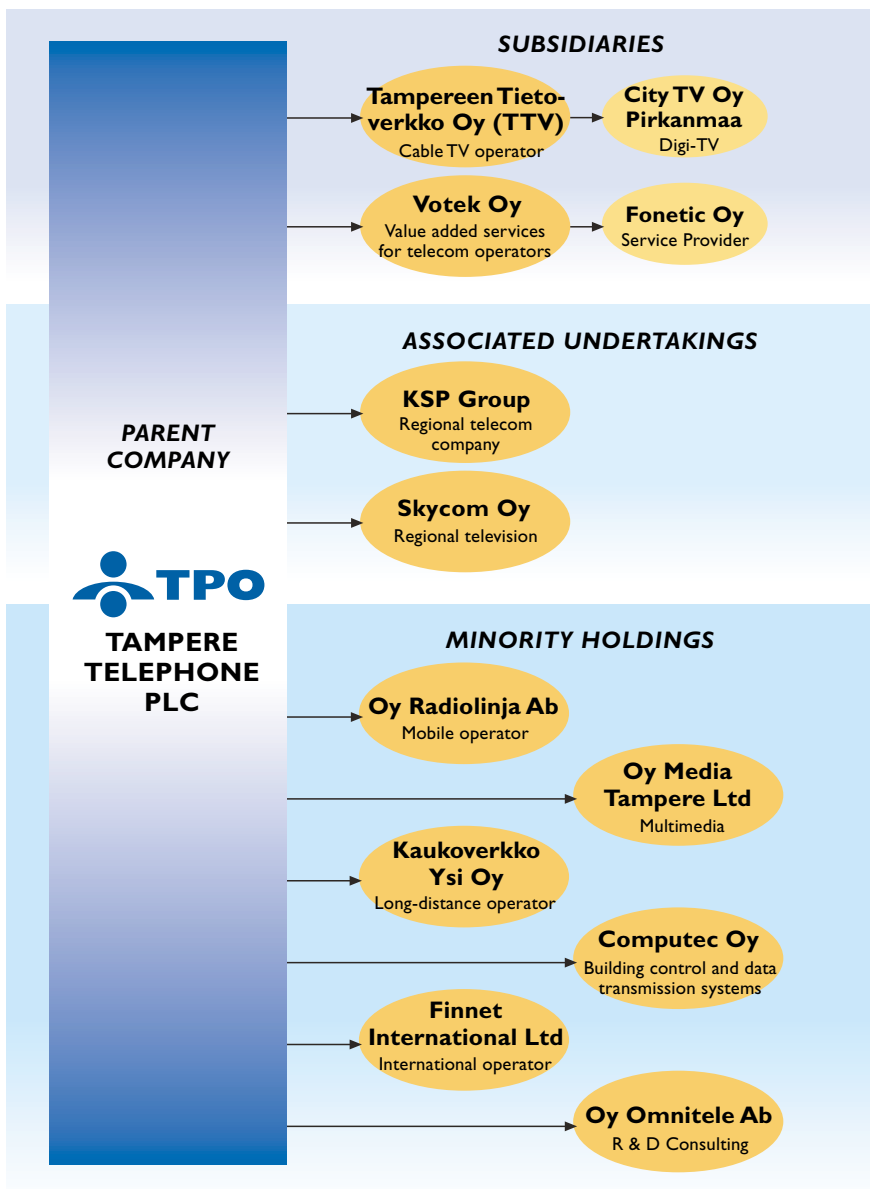 SUBSIDIARIES
Tampereen Tieto-
verkko Oy (TTV)
Cable TV operator
City TV Oy
Pirkanmaa
Digi-TV
Votek Oy
Value added services
for telecom operators
Fonetic Oy
Service Provider
ASSOCIATED UNDERTAKINGS
KSP Group
Regional telecom
company
Skycom Oy
Regional television
PARENT
COMPANY
TPO
TAMPERE
TELEPHONE
PLC
MINORITY HOLDINGS
Oy Radiolinja Ab
Mobile operator
Oy Media
Tampere Ltd
Multimedia
Kaukoverkko
Ysi Oy
Long-distance operator
Computec Oy
Building control and data
transmission systems
Finnet
International Ltd
International operator
Oy Omnitele Ab
R & D Consulting